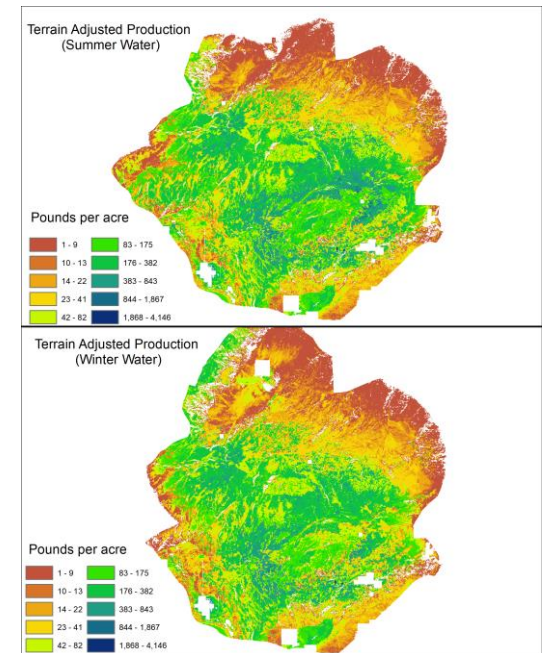 Terrain Adjusted Production
(Summer Water)
Pounds per acre
1 - 9
10 - 13
14 - 22
23 - 41
42 - 82
83 - 175
176 - 382
383 - 843
844 - 1,867
1,868 - 4,146
Terrain Adjusted Production
(Winter Water)
Pounds per acre
1 - 9
10 - 13
14 - 22
23 - 41
42 - 82
83 - 175
176 - 382
383 - 843
844 - 1,867
1,868 - 4,146